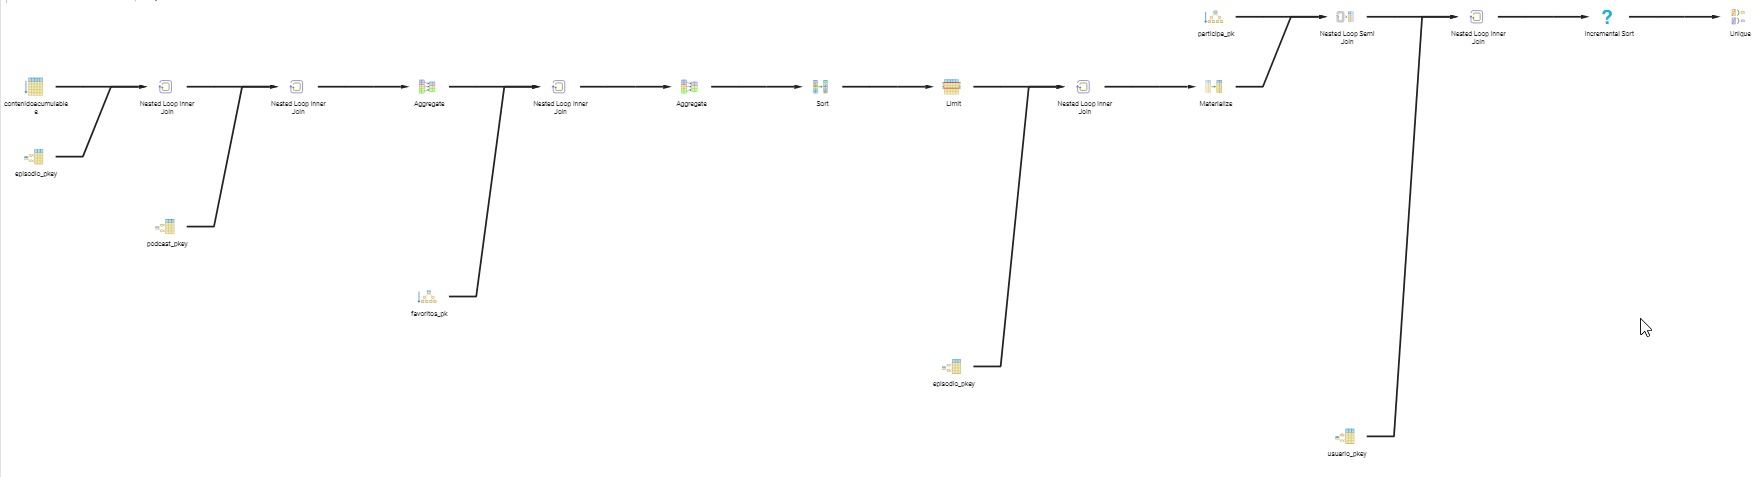 participa_pk
Nested Loop Semi
Join
Nested Loop Inner
Join
Incremental Sort
Unique
contenidoacumulable
e
Nested Loop Inner
Join
Nested Loop Inner
Join
Aggregate
Nested Loop Inner
Join
Aggregate
Sort
Limit
Nested Loop Inner
Join
Materialize
episodio_pkey
podcast_pkey
favoritos_pk
episodio_pkey
usuario_pkey